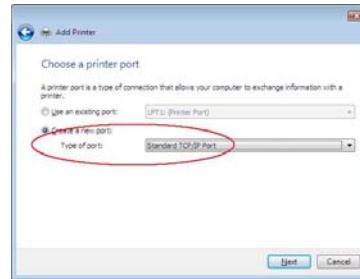 Add Printer
Choose a printer port
A printer port is a type of connection that allows your computer to exchange information with a
printer.
Use an existing port: LPT1: (Printer Port)
Create a new port:
Type of port: Standard TCP/IP Port
Next Cancel